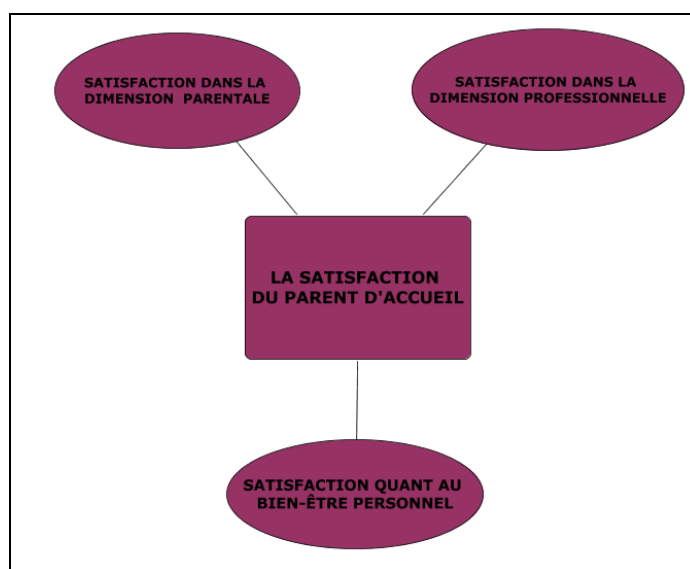 SATISFACTION DANS LA
DIMENSION PARENTALE
SATISFACTION DANS LA
DIMENSION PROFESSIONNELLE
LA SATISFACTION
DU PARENT D'ACCUEIL
SATISFACTION QUANT AU
BIEN-ÊTRE PERSONNEL